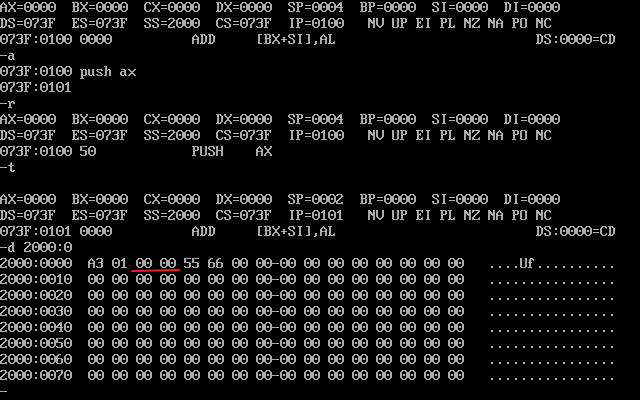 AX=0000  BX=0000  CX=0000  DX=0000  SP=0004  BP=0000  SI=0000  DI=0000
DS=073F  ES=073F  SS=2000  CS=073F  IP=0100   NV UP EI PL NZ NA PO NC
073F:0100 0000          ADD     [BX+SI],AL                         DS:0000=CD
-a
073F:0100 push ax
073F:0101
-r
AX=0000  BX=0000  CX=0000  DX=0000  SP=0004  BP=0000  SI=0000  DI=0000
DS=073F  ES=073F  SS=2000  CS=073F  IP=0100   NV UP EI PL NZ NA PO NC
073F:0100 50            PUSH    AX
-t
AX=0000  BX=0000  CX=0000  DX=0000  SP=0002  BP=0000  SI=0000  DI=0000
DS=073F  ES=073F  SS=2000  CS=073F  IP=0101   NV UP EI PL NZ NA PO NC
073F:0101 0000          ADD     [BX+SI],AL                         DS:0000=CD
-d 2000:0
2000:0000  A3 01 00 00 55 66 00 00-00 00 00 00 00 00 00 00   ....Uf..........
2000:0010  00 00 00 00 00 00 00 00-00 00 00 00 00 00 00 00   ................
2000:0020  00 00 00 00 00 00 00 00-00 00 00 00 00 00 00 00   ................
2000:0030  00 00 00 00 00 00 00 00-00 00 00 00 00 00 00 00   ................
2000:0040  00 00 00 00 00 00 00 00-00 00 00 00 00 00 00 00   ................
2000:0050  00 00 00 00 00 00 00 00-00 00 00 00 00 00 00 00   ................
2000:0060  00 00 00 00 00 00 00 00-00 00 00 00 00 00 00 00   ................
2000:0070  00 00 00 00 00 00 00 00-00 00 00 00 00 00 00 00   ................
-